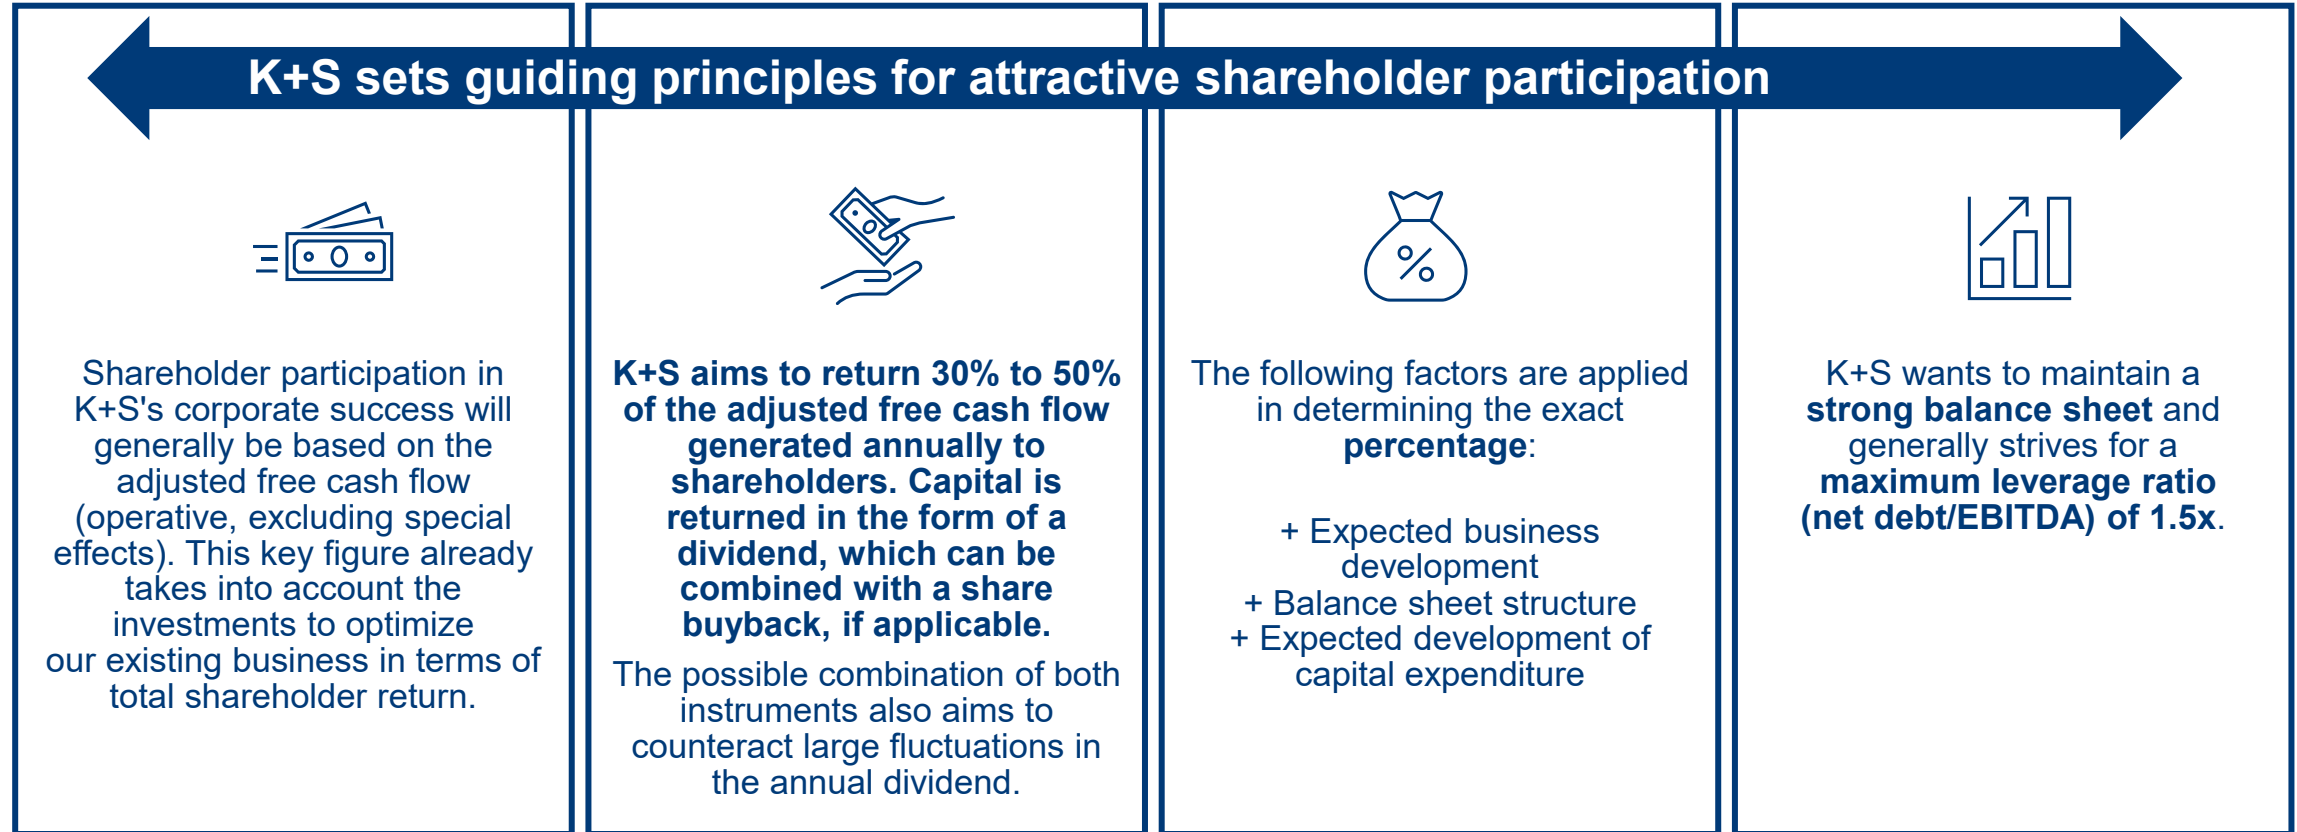 K+S sets guiding principles for attractive shareholder participation
Shareholder participation in
K+S's corporate success will
generally be based on the
adjusted free cash flow
(operative, excluding special
effects). This key figure already
takes into account the
investments to optimize
our existing business in terms of
total shareholder return.
K+S aims to return 30% to 50%
of the adjusted free cash flow
generated annually to
shareholders. Capital is
returned in the form of a
dividend, which can be
combined with a share
buyback, if applicable.
The possible combination of both
instruments also aims to
counteract large fluctuations in
the annual dividend.
%
The following factors are applied
in determining the exact
percentage:
+ Expected business
development
+ Balance sheet structure
+ Expected development of
capital expenditure
K+S wants to maintain a
strong balance sheet and
generally strives for a
maximum leverage ratio
(net debt/EBITDA) of 1.5x.